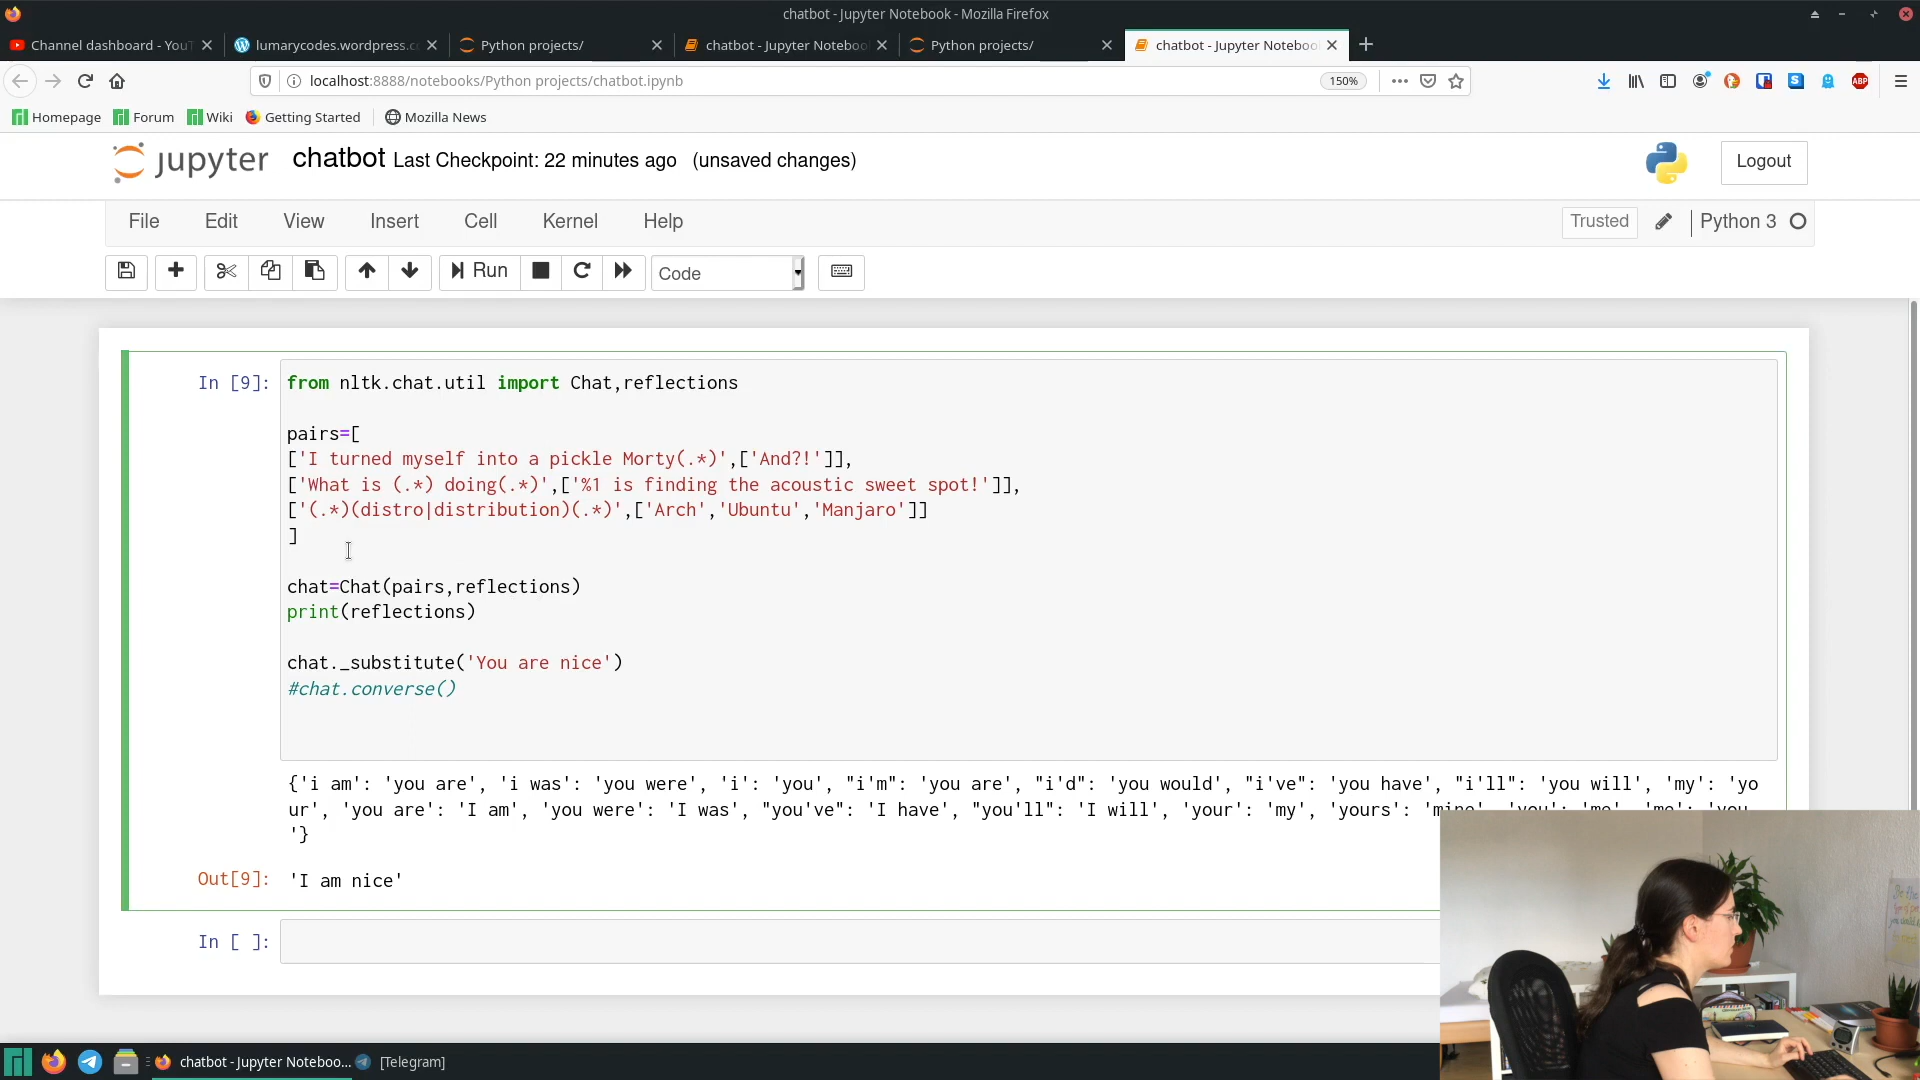 chatbot - Jupyter Notebook - Mozilla Firefox
Channel dashboard - YouT
lumarycodes.wordpress.c
Python projects/
chatbot - Jupyter Noteboo
Python projects/
chatbot - Jupyter Noteboo
localhost:8888/notebooks/Python projects/chatbot.ipynb
150%
S
ABP
Homepage Forum Wiki Getting Started Mozilla News
jupyter chatbot Last Checkpoint: 22 minutes ago (unsaved changes)
Logout
File Edit View Insert Cell Kernel Help
Trusted Python 3
Run Code
In [9]: from nltk.chat.util import Chat,reflections
pairs=[
['I turned myself into a pickle Morty(.*)',['And?!']],
['What is (.*) doing(.*)',['%1 is finding the acoustic sweet spot!']],
['(.*)(distro|distribution)(.*)',['Arch','Ubuntu','Manjaro']]
]
chat=Chat(pairs,reflections)
print(reflections)
chat._substitute('You are nice')
#chat.converse()
{'i am': 'you are', 'i was': 'you were', 'i': 'you', "i'm": 'you are', "i'd": 'you would', "i've": 'you have', "i'll": 'you will', 'my': 'yo
ur', 'you are': 'I am', 'you were': 'I was', "you've": 'I have', "you'll": 'I will', 'your': 'my', 'yours': 'mine', 'you': 'me', 'me': 'you
'}
Out[9]: 'I am nice'
In [ ]:
chatbot - Jupyter Noteboo...
[Telegram]